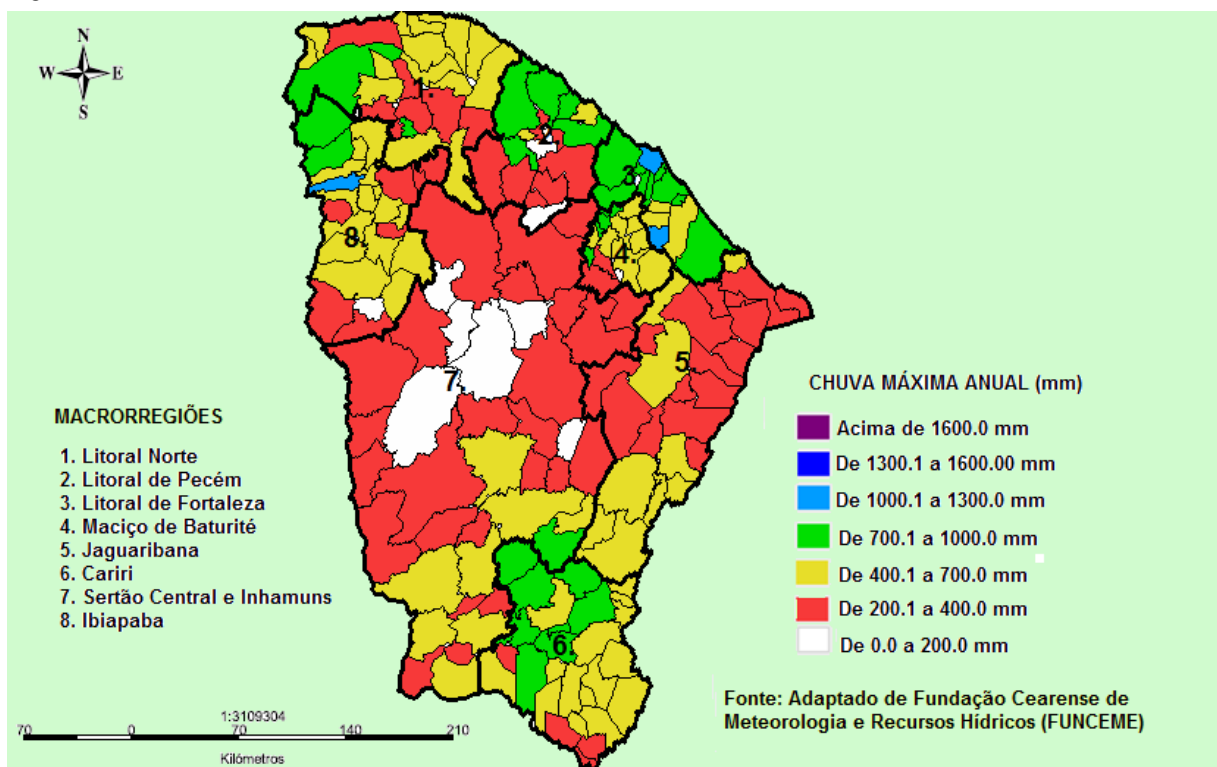 N
W E
S
1.
2.
3.
4.
8.
5
7.
6.
MACRORREGIÕES
1. Litoral Norte
2. Litoral de Pecém
3. Litoral de Fortaleza
4. Maciço de Baturité
5. Jaguaribana
6. Cariri
7. Sertão Central e Inhamuns
8. Ibiapaba
CHUVA MÁXIMA ANUAL (mm)
Acima de 1600.0 mm
De 1300.1 a 1600.00 mm
De 1000.1 a 1300.0 mm
De 700.1 a 1000.0 mm
De 400.1 a 700.0 mm
De 200.1 a 400.0 mm
De 0.0 a 200.0 mm
Fonte: Adaptado de Fundação Cearense de
Meteorologia e Recursos Hídricos (FUNCEME)
1:3109304
70 0 70 140 210
Kilómetros